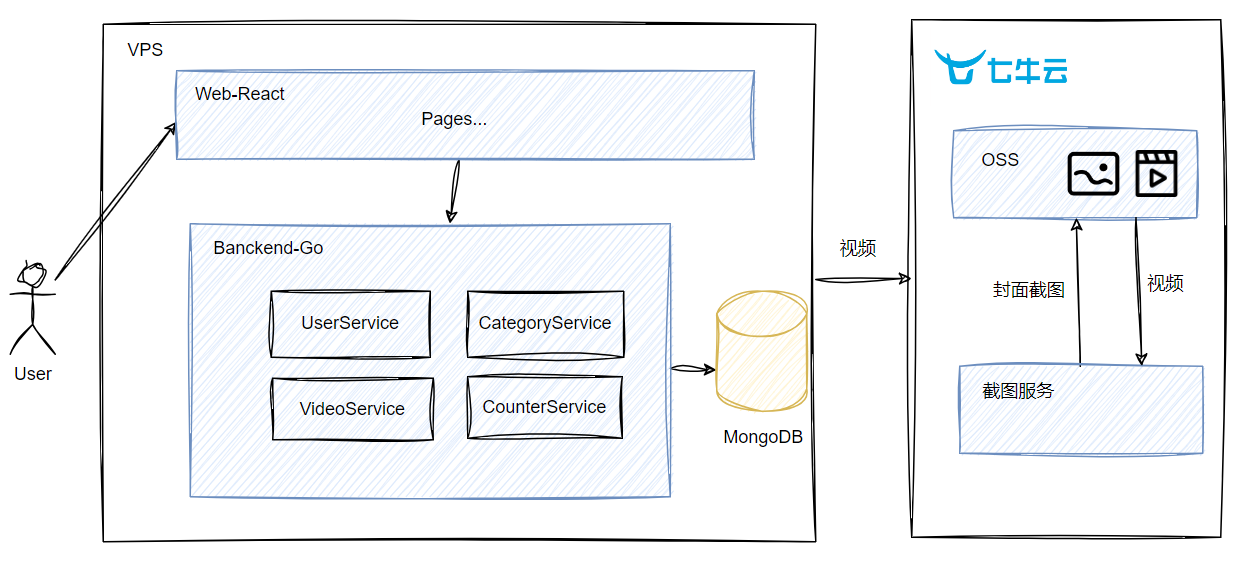 VPS
Web-React
Pages...
Banckend-Go
UserService
CategoryService
VideoService
CounterService
MongoDB
User
视频
七牛云
OSS
封面截图
视频
截图服务